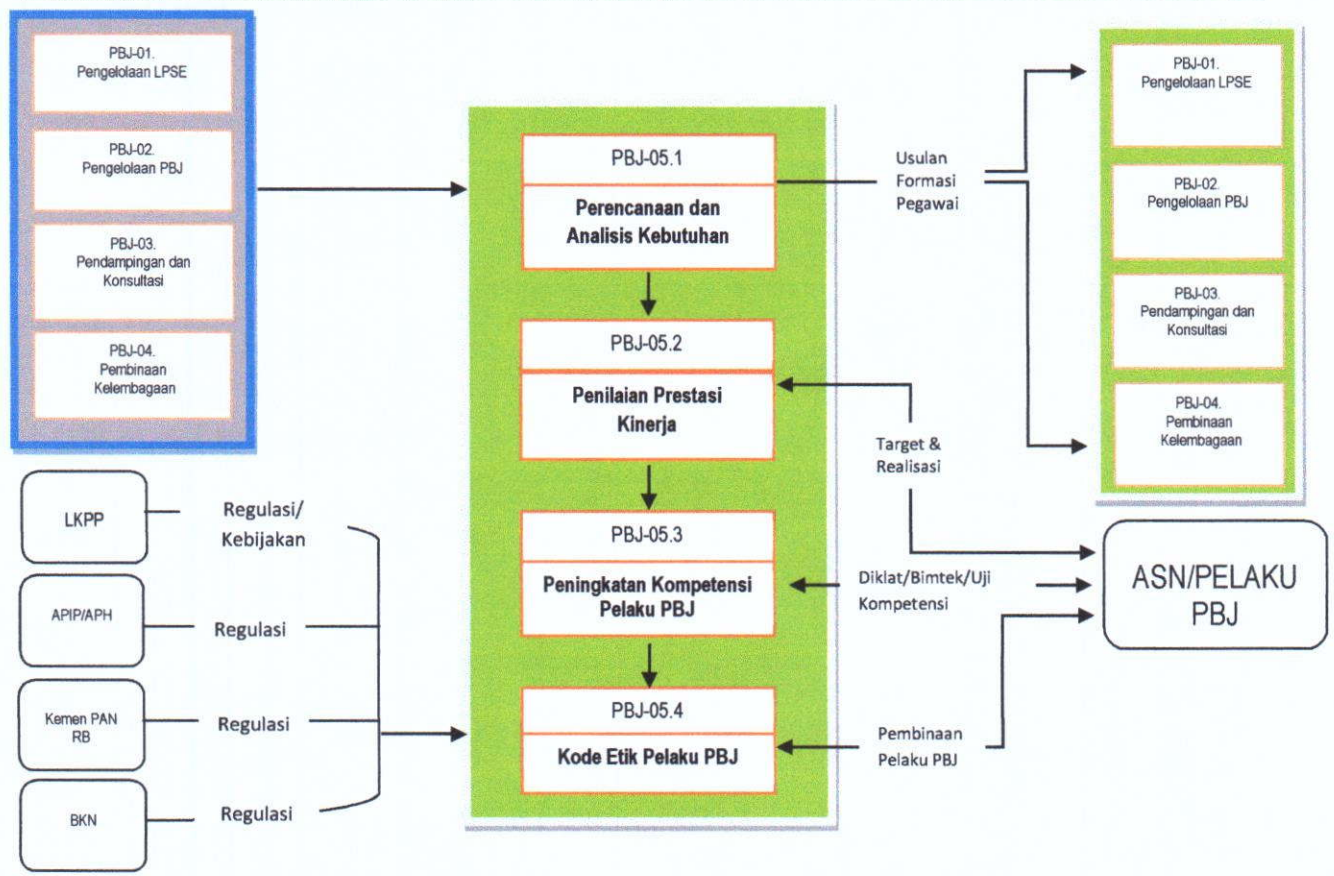 PBJ-01.
Pengelolaan LPSE
PBJ-02.
Pengelolaan PBJ
PBJ-03.
Pendampingan dan
Konsultasi
PBJ-04.
Pembinaan
Kelembagaan
LKPP
Regulasi/
Kebijakan
APIP/APH
Regulasi
Kemen PAN
RB
Regulasi
BKN
Regulasi
PBJ-05.1
Perencanaan dan
Analisis Kebutuhan
PBJ-05.2
Penilaian Prestasi
Kinerja
PBJ-05.3
Peningkatan Kompetensi
Pelaku PBJ
PBJ-05.4
Kode Etik Pelaku PBJ
Usulan
Formasi
Pegawai
Target &
Realisasi
Diklat/Bimtek/Uji
Kompetensi
Pembinaan
Pelaku PBJ
PBJ-01.
Pengelolaan LPSE
PBJ-02.
Pengelolaan PBJ
PBJ-03.
Pendampingan dan
Konsultasi
PBJ-04.
Pembinaan
Kelembagaan
ASN/PELAKU
PBJ